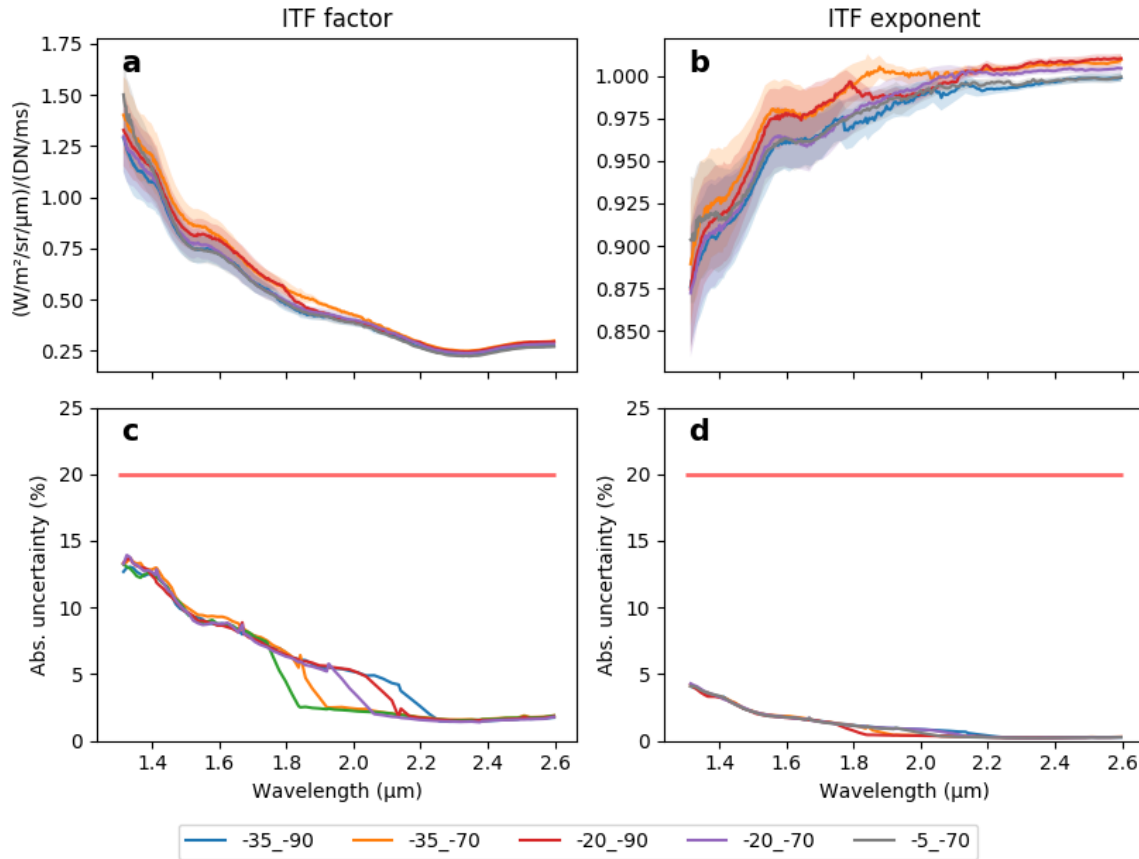 ITF factor
ITF exponent
a
b
1.75
1.50
1.25
1.00
0.75
0.50
0.25
(W/m²/sr/μm)/(DN/ms)
1.000
0.975
0.950
0.925
0.900
0.875
0.850
c
d
25
20
15
10
5
0
Abs. uncertainty (%)
25
20
15
10
5
0
Abs. uncertainty (%)
1.4 1.6 1.8 2.0 2.2 2.4 2.6
1.4 1.6 1.8 2.0 2.2 2.4 2.6
Wavelength (μm)
Wavelength (μm)
-35_-90 -35_-70 -20_-90 -20_-70 -5_-70